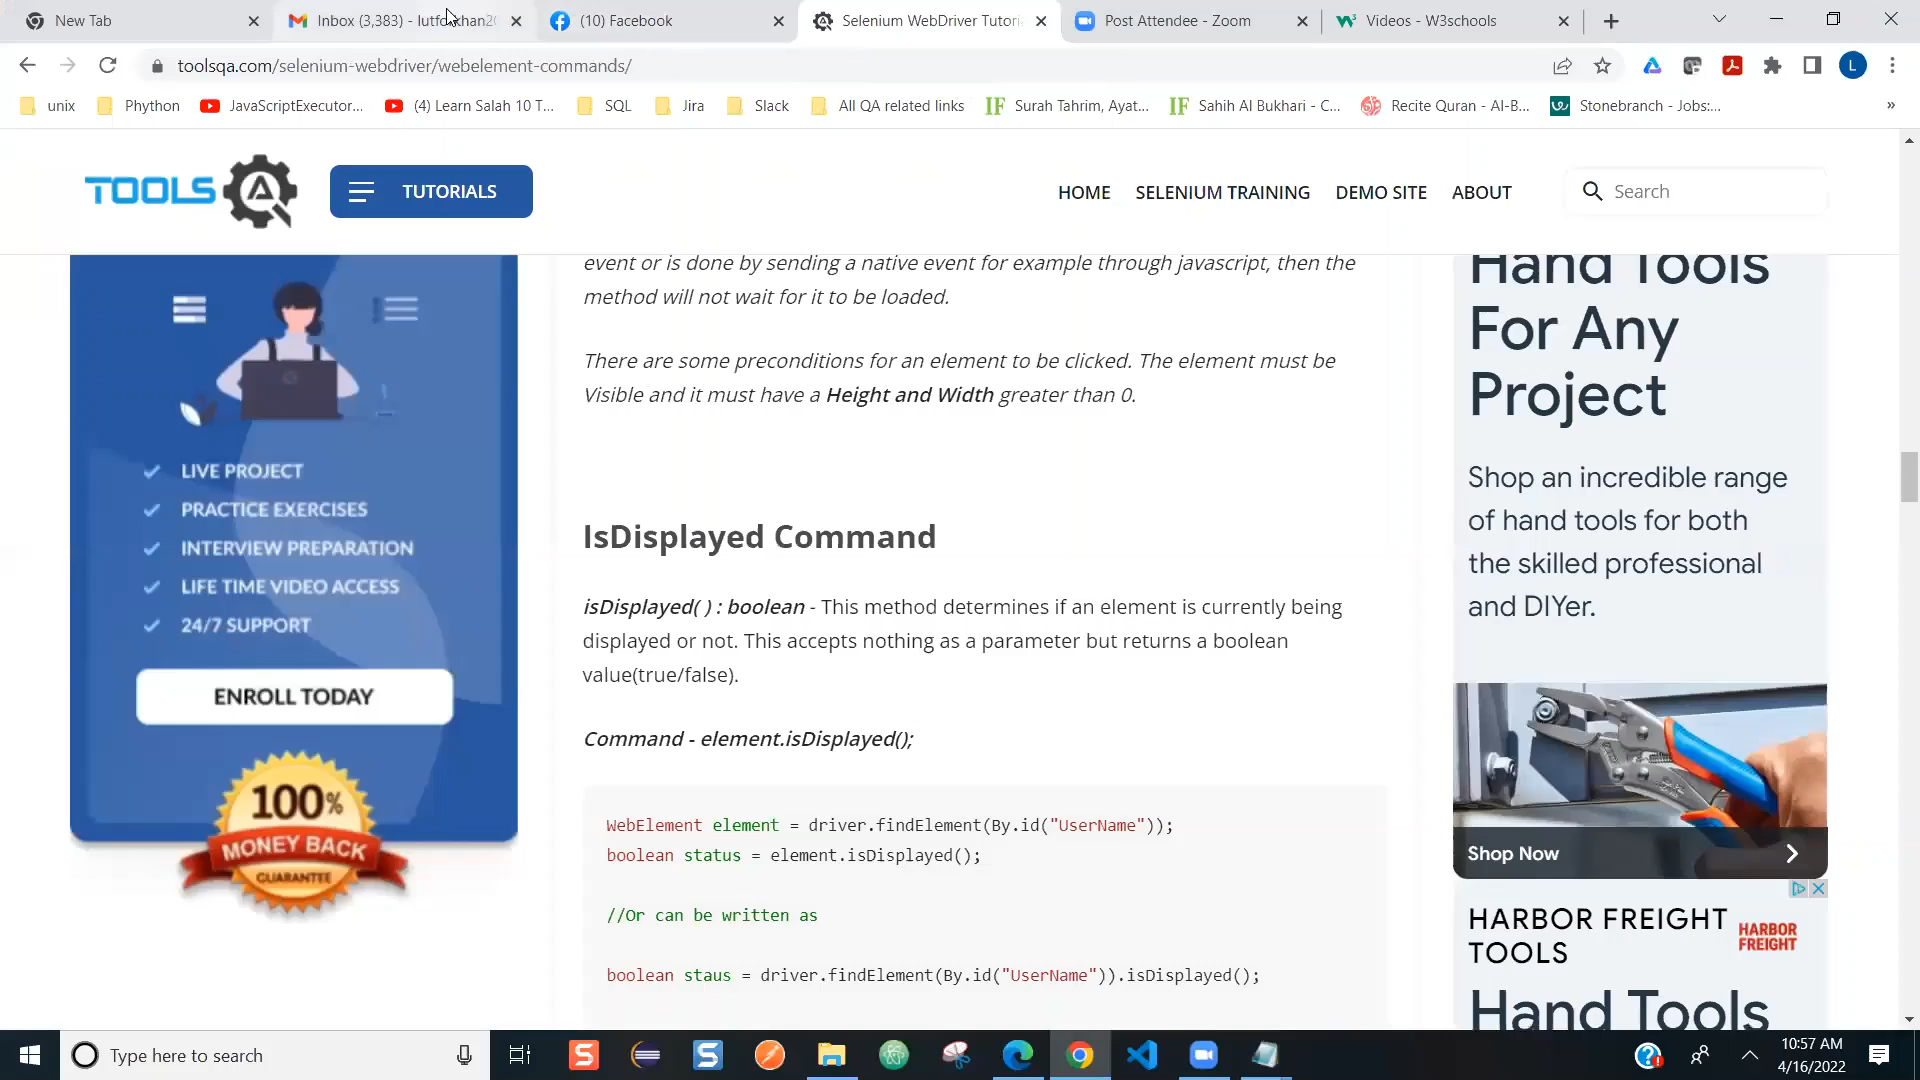 New Tab
Inbox (3,383) -
(10) Facebook
Selenium WebDriver Tutori
Post Attendee - Zoom
Videos - W3schools
toolsqa.com/selenium-webdriver/webelement-commands/
L
unix
Phython
JavaScriptExecutor...
(4) Learn Salah 10 T...
SQL
Jira
Slack
All QA related links
IF Surah Tahrim, Ayat...
IF Sahih Al Bukhari - C...
Recite Quran - Al-B...
Stonebranch - Jobs:...
»
TOOLS QA
TUTORIALS
HOME
SELENIUM TRAINING
DEMO SITE
ABOUT
Search
LIVE PROJECT
PRACTICE EXERCISES
INTERVIEW PREPARATION
LIFE TIME VIDEO ACCESS
24/7 SUPPORT
ENROLL TODAY
100%
MONEY BACK
GUARANTEE
event or is done by sending a native event for example through javascript, then the
method will not wait for it to be loaded.
There are some preconditions for an element to be clicked. The element must be
Visible and it must have a Height and Width greater than 0.
IsDisplayed Command
isDisplayed( ) : boolean - This method determines if an element is currently being
displayed or not. This accepts nothing as a parameter but returns a boolean
value(true/false).
Command - element.isDisplayed();
WebElement element = driver.findElement(By.id("UserName"));
boolean status = element.isDisplayed();
//Or can be written as
boolean staus = driver.findElement(By.id("UserName")).isDisplayed();
Hand Tools
For Any
Project
Shop an incredible range
of hand tools for both
the skilled professional
and DIYer.
Shop Now
HARBOR FREIGHT
TOOLS
HARBOR
FREIGHT
Hand Tools
Type here to search
10:57 AM
4/16/2022